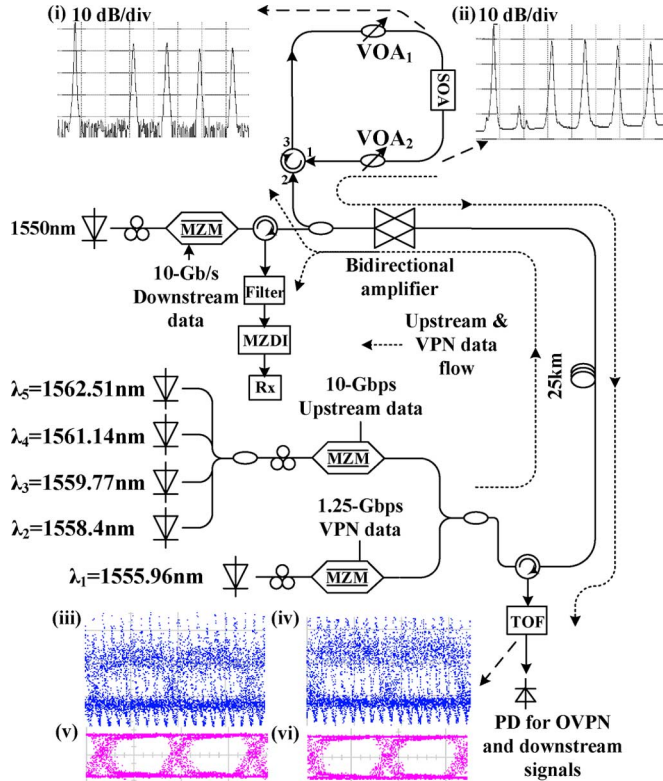 (i) 10 dB/div
(ii) 10 dB/div
VOA1
SOA
VOA2
3
1
2
1550nm
MZM
10-Gb/s
Downstream
data
Bidirectional
amplifier
Filter
MZDI
Rx
Upstream &
VPN data
flow
25km
λ5=1562.51nm
λ4=1561.14nm
λ3=1559.77nm
λ2=1558.4nm
10-Gbps
Upstream data
MZM
1.25-Gbps
VPN data
λ1=1555.96nm
MZM
TOF
(iii)
(iv)
(v)
(vi)
PD for OVPN
and downstream
signals